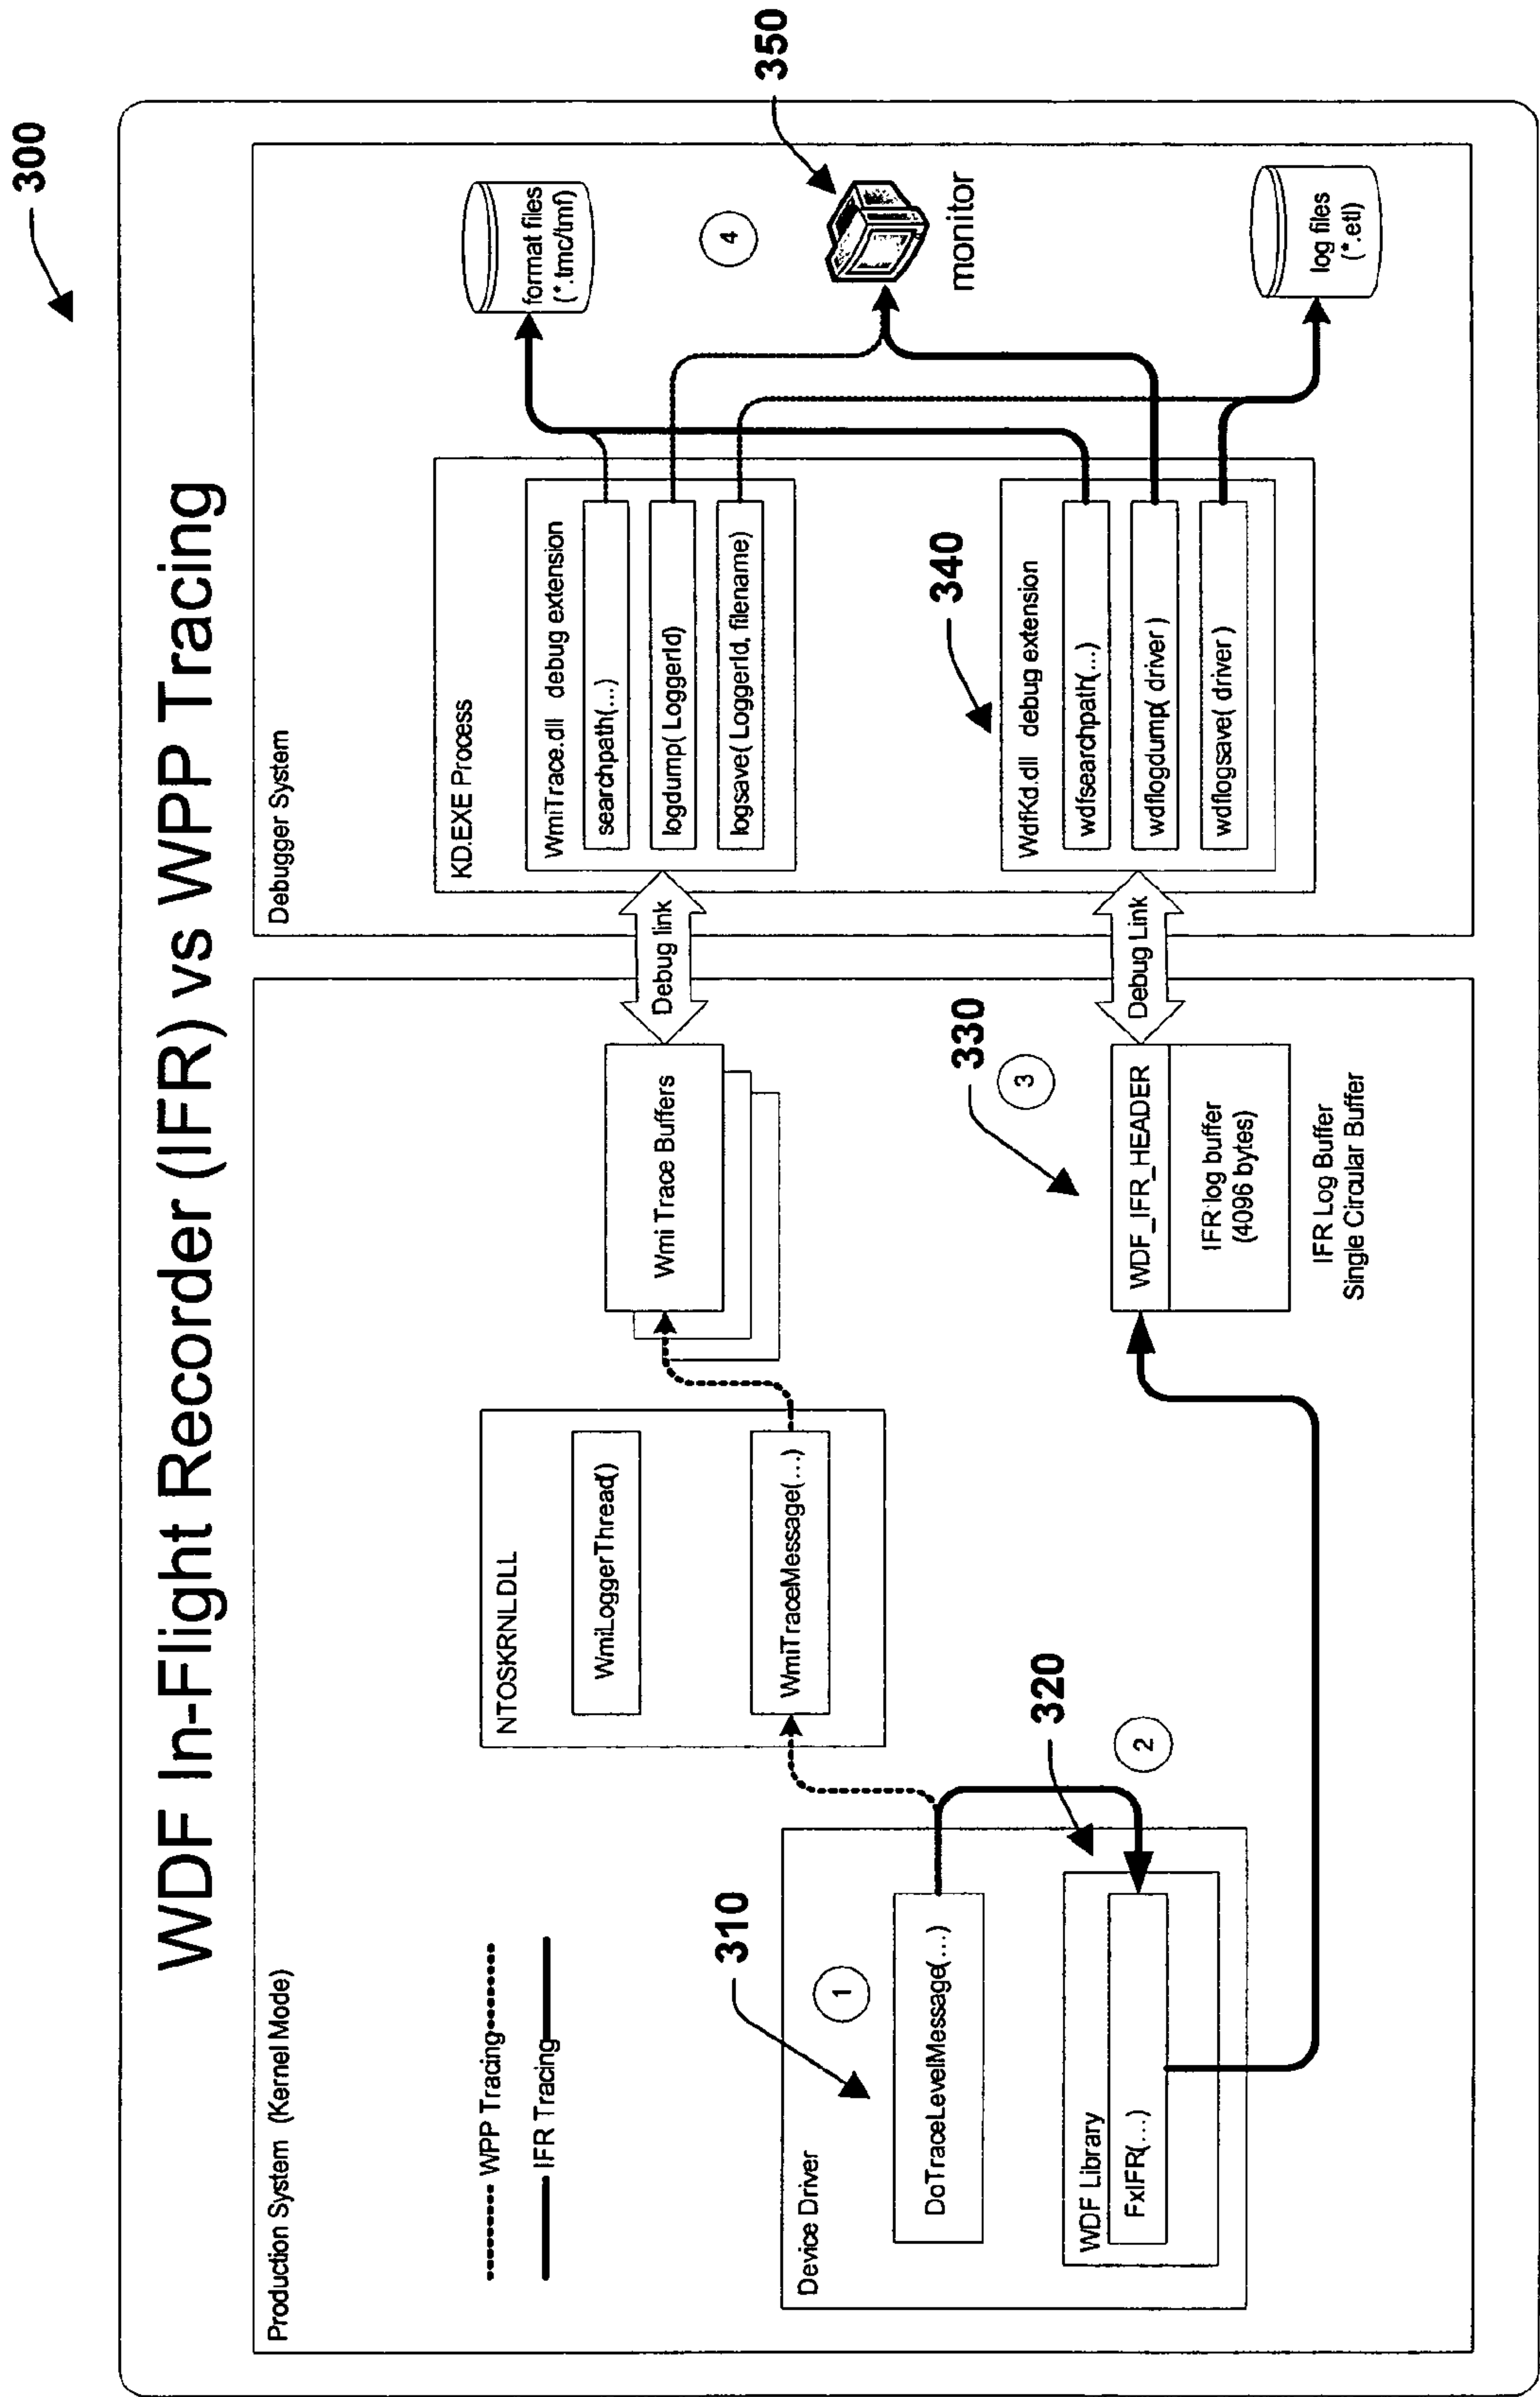 300
WDF In-Flight Recorder (IFR) vs WPP Tracing
Production System (Kernel Mode)
WPP Tracing
IFR Tracing
310
1
Device Driver
DoTraceLevelMessage(...)
WDF Library
FxIFR(...)
320
2
NTOSKRNLDLL
WmiLoggerThread()
WmiTraceMessage(...)
Wmi Trace Buffers
330
3
WDF_IFR_HEADER
IFR log buffer
(4096 bytes)
IFR Log Buffer
Single Circular Buffer
Debug link
Debug Link
Debugger System
KD.EXE Process
WmiTrace.dll debug extension
searchpath(...)
logdump( LoggerId)
logsave( LoggerId, filename)
340
WdfKd.dll debug extension
wdfsearchpath(...)
wdflogdump( driver )
wdflogsave( driver )
format files
(*.tmc/tmf)
4
350
monitor
log files
(*.etl)